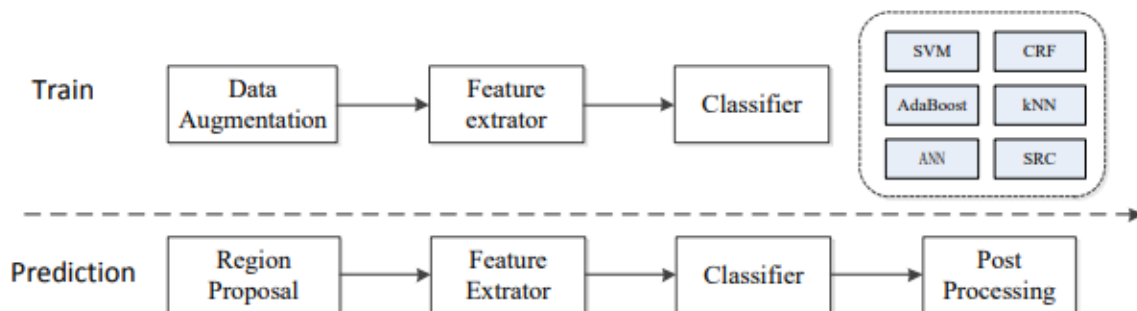 Train
Data
Augmentation
Feature
extrator
Classifier
SVM
CRF
AdaBoost
kNN
ANN
SRC
Prediction
Region
Proposal
Feature
Extrator
Classifier
Post
Processing